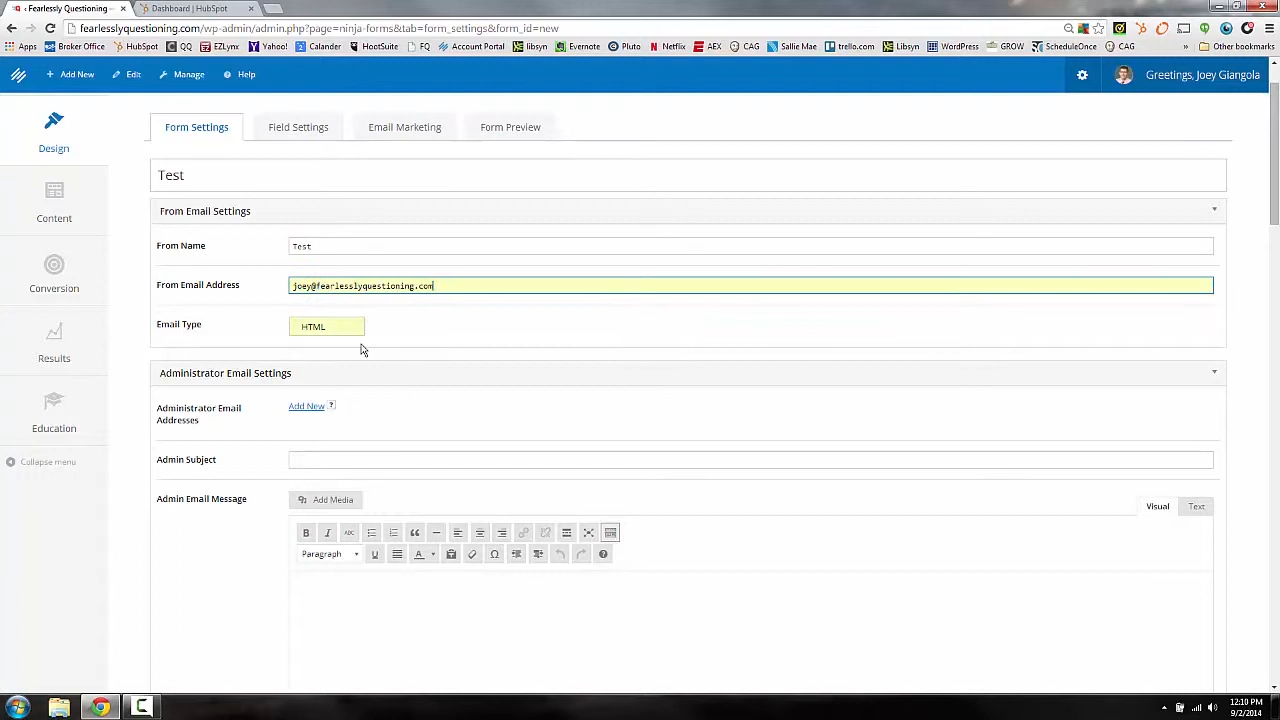 ‹ Fearlessly Questioning ‹
Dashboard | HubSpot
fearlesslyquestioning.com/wp-admin/admin.php?page=ninja-forms&tab=form_settings&form_id=new
Apps Broker Office HubSpot QQ EZLynx Yahoo! Calander HootSuite FQ Account Portal libsyn Evernote Pluto Netflix AEX CAG Sallie Mae trello.com Libsyn WordPress GROW ScheduleOnce CAG » Other bookmarks
+ Add New Edit Manage Help Greetings, Joey Giangola
Form Settings Field Settings Email Marketing Form Preview
Design
Content
Conversion
Results
Education
Collapse menu
Test
From Email Settings
From Name Test
From Email Address joey@fearlesslyquestioning.com
Email Type HTML
Administrator Email Settings
Administrator Email Addresses Add New ?
Admin Subject
Admin Email Message Add Media Visual Text
B I ABC
Paragraph U A Ω ?
12:10 PM
9/2/2014